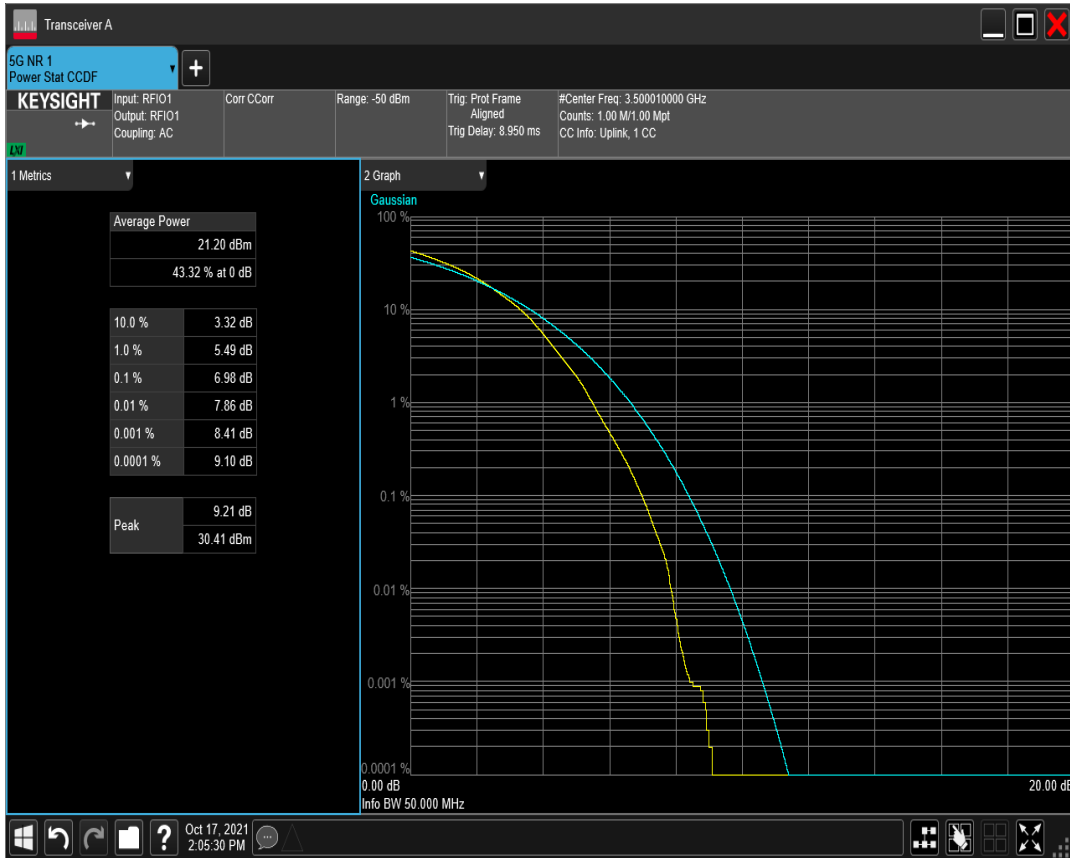 Transceiver A
5G NR 1
Power Stat CCDF
+
KEYSIGHT
LXI
Input: RFIO1
Output: RFIO1
Coupling: AC
Corr CCorr
Range: -50 dBm
Trig: Prot Frame
Aligned
Trig Delay: 8.950 ms
#Center Freq: 3.500010000 GHz
Counts: 1.00 M/1.00 Mpt
CC Info: Uplink, 1 CC
1 Metrics
Average Power
21.20 dBm
43.32 % at 0 dB
10.0 % 3.32 dB
1.0 % 5.49 dB
0.1 % 6.98 dB
0.01 % 7.86 dB
0.001 % 8.41 dB
0.0001 % 9.10 dB
Peak
9.21 dB
30.41 dBm
2 Graph
Gaussian
100 %
10 %
1 %
0.1 %
0.01 %
0.001 %
0.0001 %
0.00 dB 20.00 dB
Info BW 50.000 MHz
?
Oct 17, 2021
2:05:30 PM